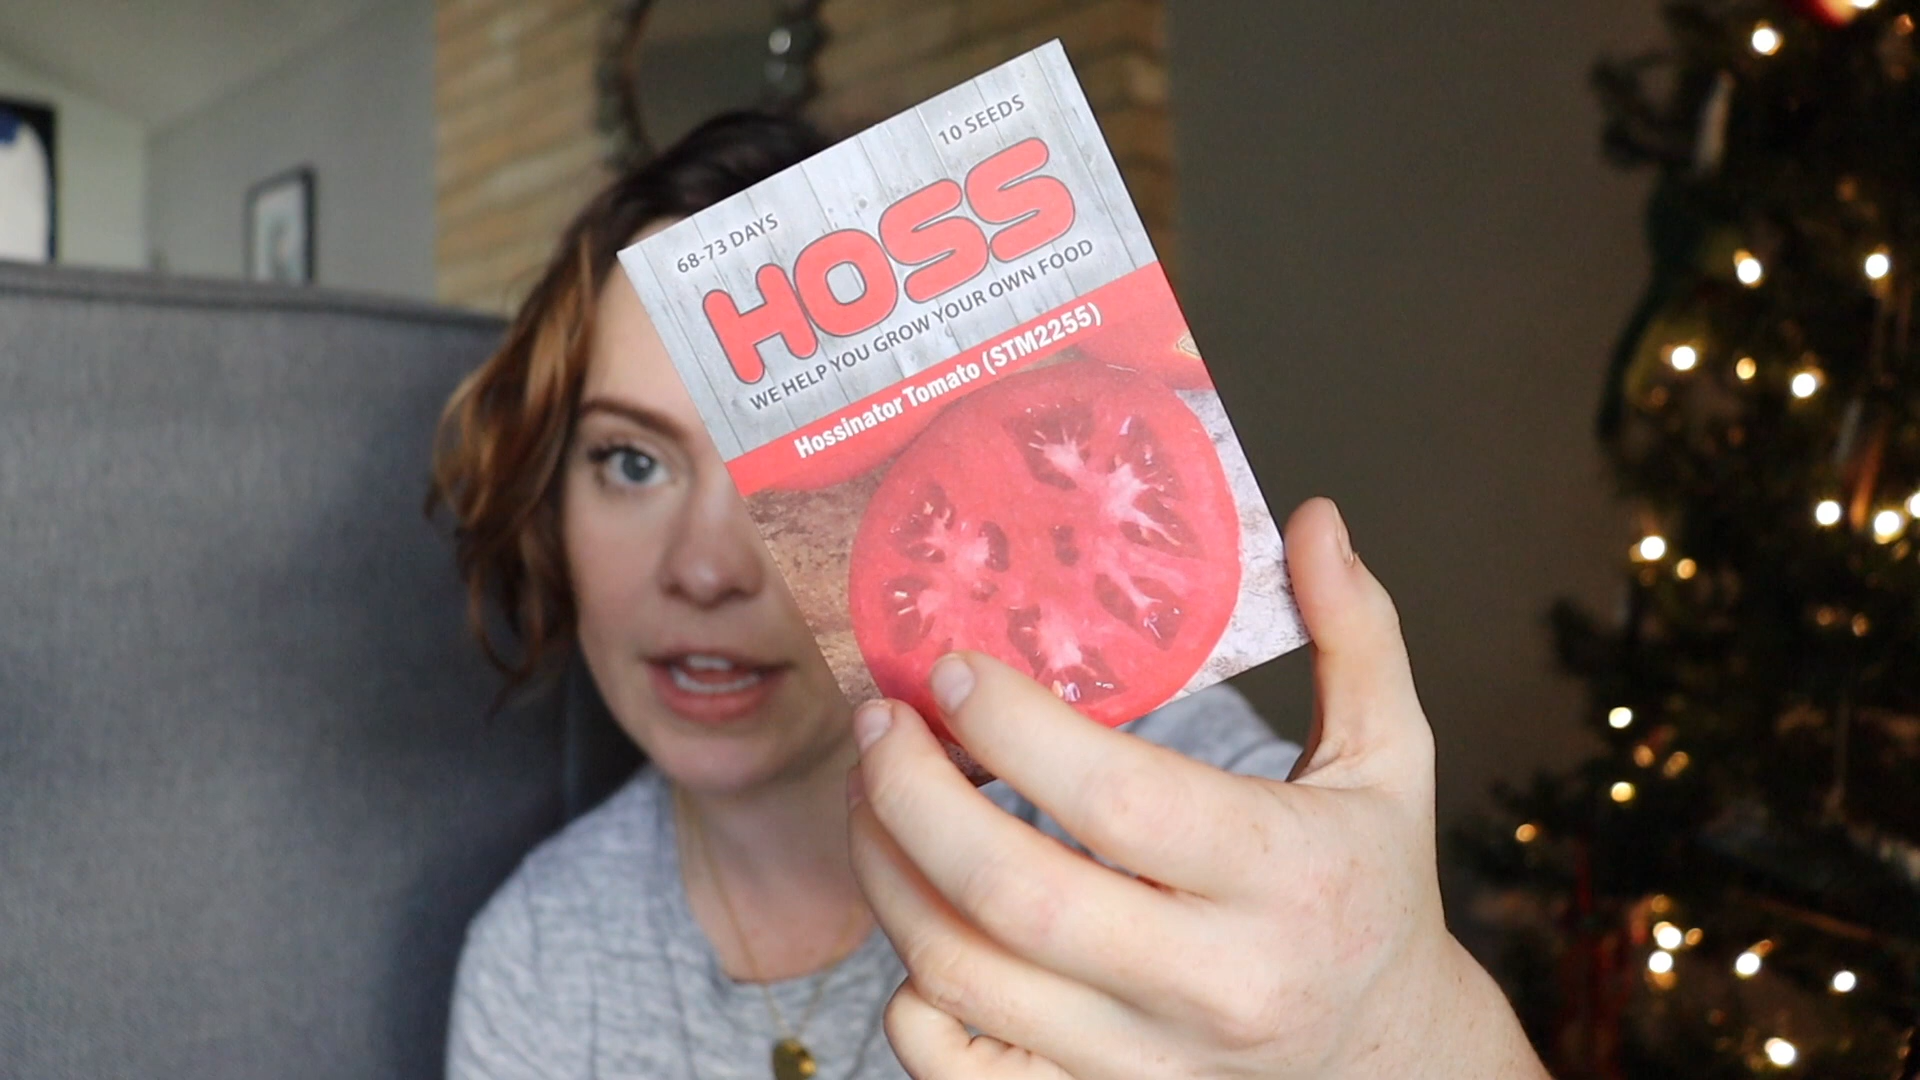 68-73 DAYS
10 SEEDS
HOSS
WE HELP YOU GROW YOUR OWN FOOD
Hossinator Tomato (STM2255)